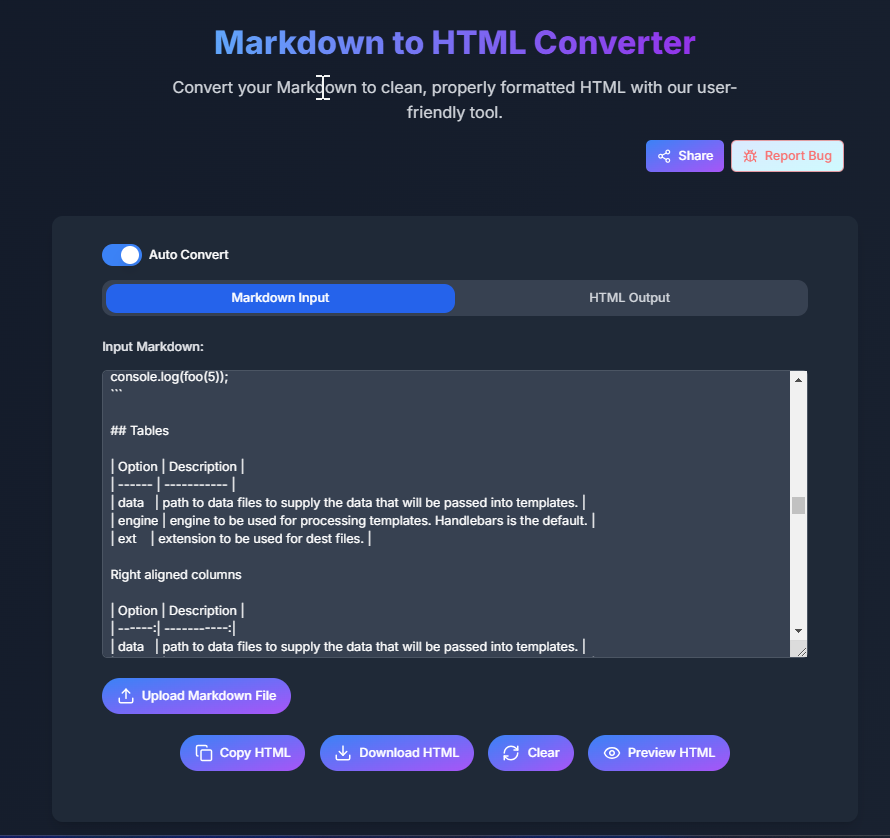 Markdown to HTML Converter
Convert your Markdown to clean, properly formatted HTML with our user-
friendly tool.
Share
Report Bug
Auto Convert
Markdown Input
HTML Output
Input Markdown:
console.log(foo(5));
```
## Tables
| Option | Description |
| ------ | ----------- |
| data   | path to data files to supply the data that will be passed into templates. |
| engine | engine to be used for processing templates. Handlebars is the default. |
| ext    | extension to be used for dest files. |
Right aligned columns
| Option | Description |
| ------:| -----------:|
| data   | path to data files to supply the data that will be passed into templates. |
Upload Markdown File
Copy HTML
Download HTML
Clear
Preview HTML